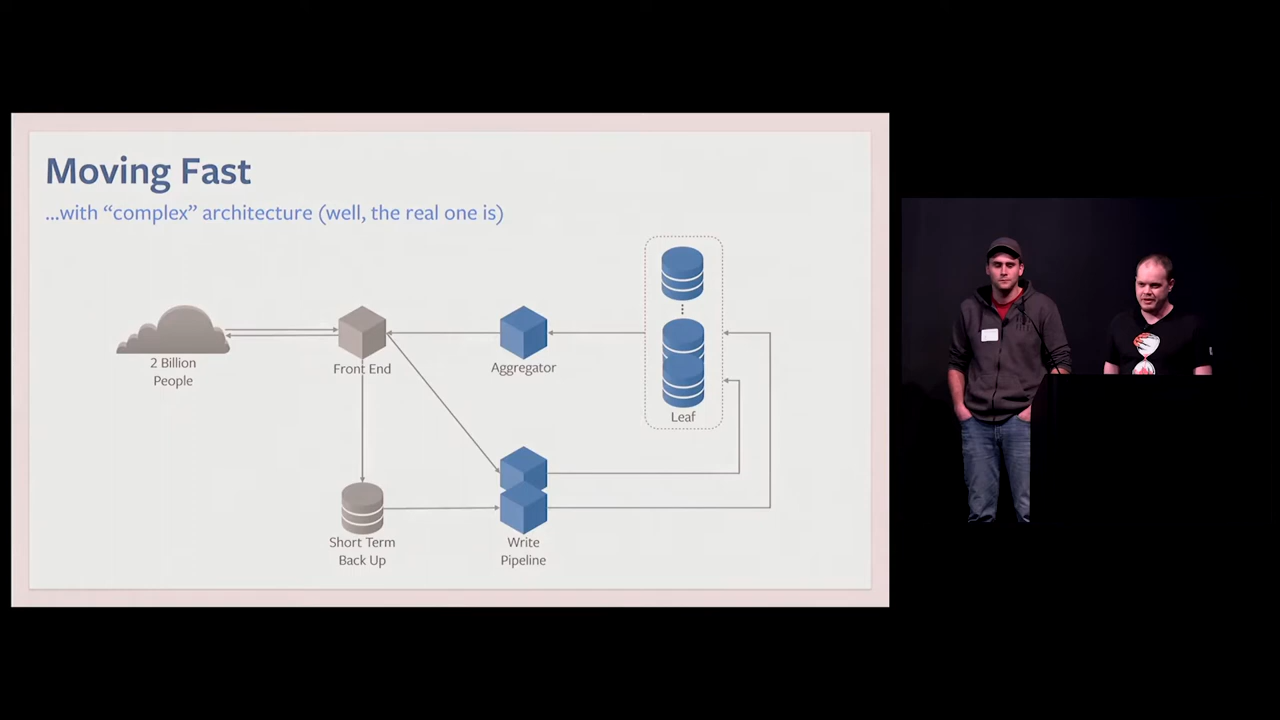 Moving Fast
...with “complex” architecture (well, the real one is)
2 Billion
People
Front End
Aggregator
Leaf
Short Term
Back Up
Write
Pipeline